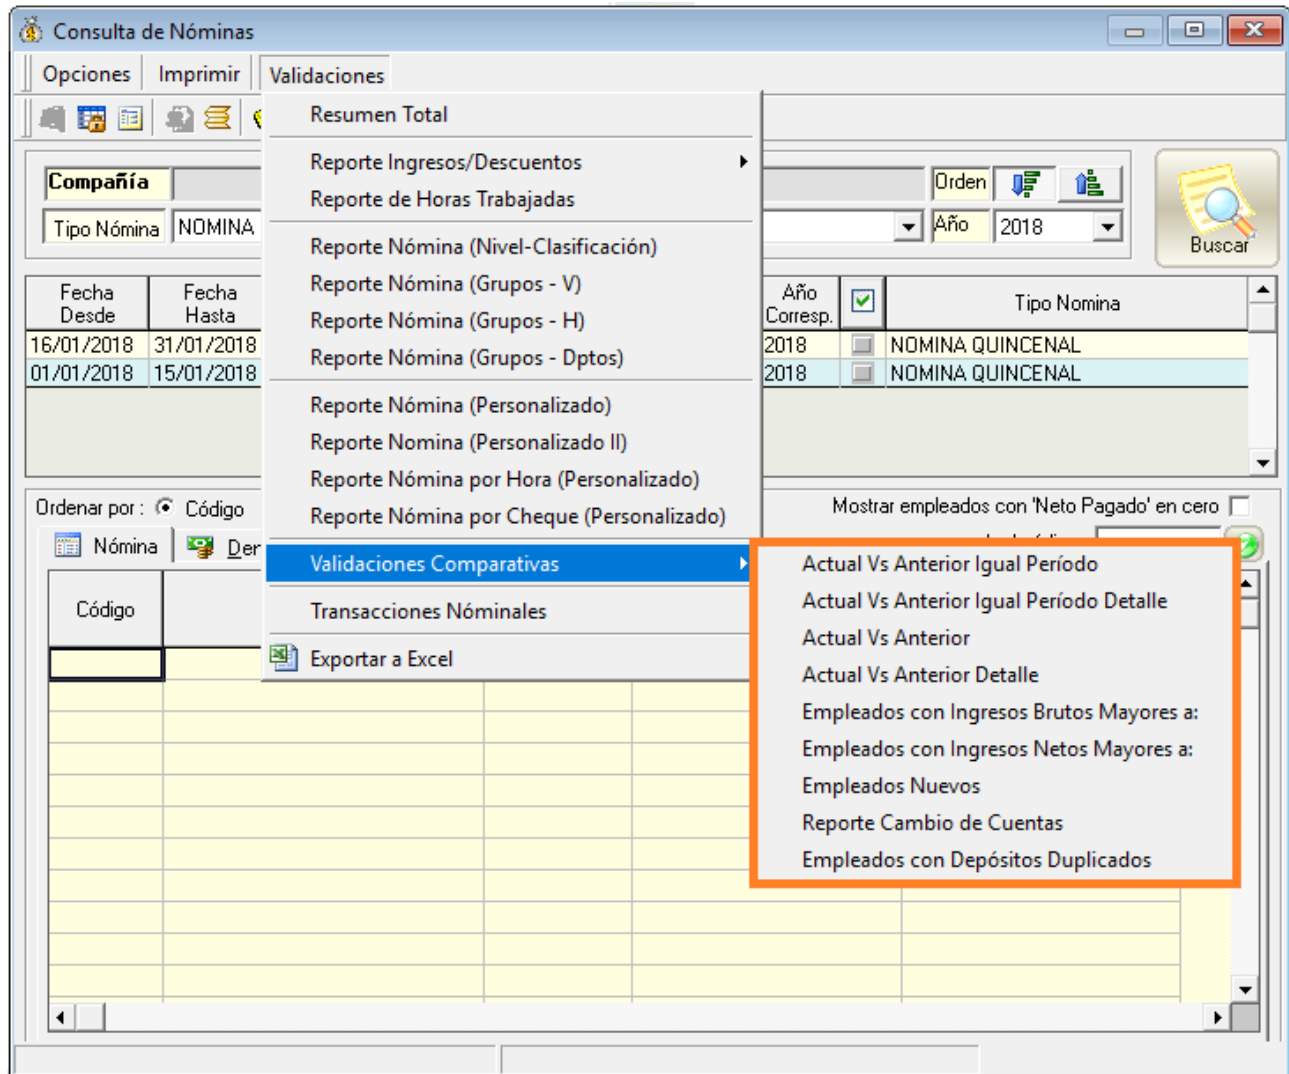 Consulta de Nóminas
Opciones Imprimir Validaciones
Compañía
Orden
Tipo Nómina NOMINA
Año 2018
Buscar
Fecha Desde
Fecha Hasta
Año Corresp.
Tipo Nomina
16/01/2018 31/01/2018 2018 NOMINA QUINCENAL
01/01/2018 15/01/2018 2018 NOMINA QUINCENAL
Ordenar por : Código
Mostrar empleados con 'Neto Pagado' en cero
Nómina
Código
Resumen Total
Reporte Ingresos/Descuentos
Reporte de Horas Trabajadas
Reporte Nómina (Nivel-Clasificación)
Reporte Nómina (Grupos - V)
Reporte Nómina (Grupos - H)
Reporte Nómina (Grupos - Dptos)
Reporte Nómina (Personalizado)
Reporte Nomina (Personalizado II)
Reporte Nómina por Hora (Personalizado)
Reporte Nómina por Cheque (Personalizado)
Validaciones Comparativas
Transacciones Nóminales
Exportar a Excel
Actual Vs Anterior Igual Período
Actual Vs Anterior Igual Período Detalle
Actual Vs Anterior
Actual Vs Anterior Detalle
Empleados con Ingresos Brutos Mayores a:
Empleados con Ingresos Netos Mayores a:
Empleados Nuevos
Reporte Cambio de Cuentas
Empleados con Depósitos Duplicados